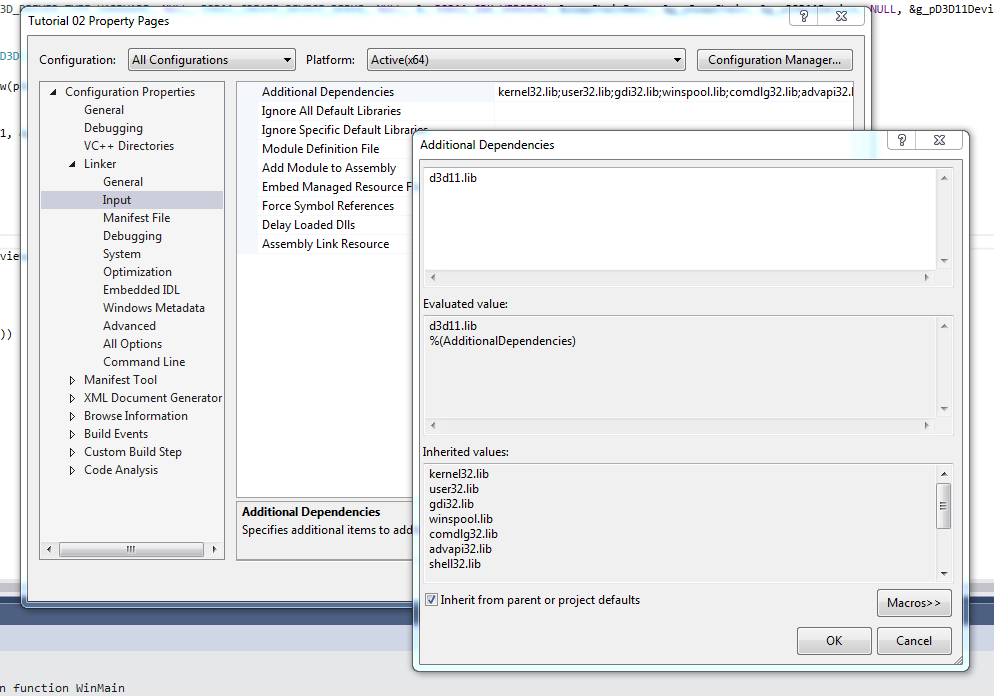 NULL, &g_pD3D11Devi
Tutorial 02 Property Pages
Configuration:
All Configurations
Platform:
Active(x64)
Configuration Manager...
Configuration Properties
General
Debugging
VC++ Directories
Linker
General
Input
Manifest File
Debugging
System
Optimization
Embedded IDL
Windows Metadata
Advanced
All Options
Command Line
Manifest Tool
XML Document Generator
Browse Information
Build Events
Custom Build Step
Code Analysis
Additional Dependencies
kernel32.lib;user32.lib;gdi32.lib;winspool.lib;comdlg32.lib;advapi32.l
Ignore All Default Libraries
Ignore Specific Default Libraries
Module Definition File
Add Module to Assembly
Embed Managed Resource F
Force Symbol References
Delay Loaded Dlls
Assembly Link Resource
Additional Dependencies
Specifies additional items to add
Additional Dependencies
d3d11.lib
Evaluated value:
d3d11.lib
%(AdditionalDependencies)
Inherited values:
kernel32.lib
user32.lib
gdi32.lib
winspool.lib
comdlg32.lib
advapi32.lib
shell32.lib
Inherit from parent or project defaults
Macros>>
OK
Cancel
D3D
w(p
1,
vie
))
n function WinMain